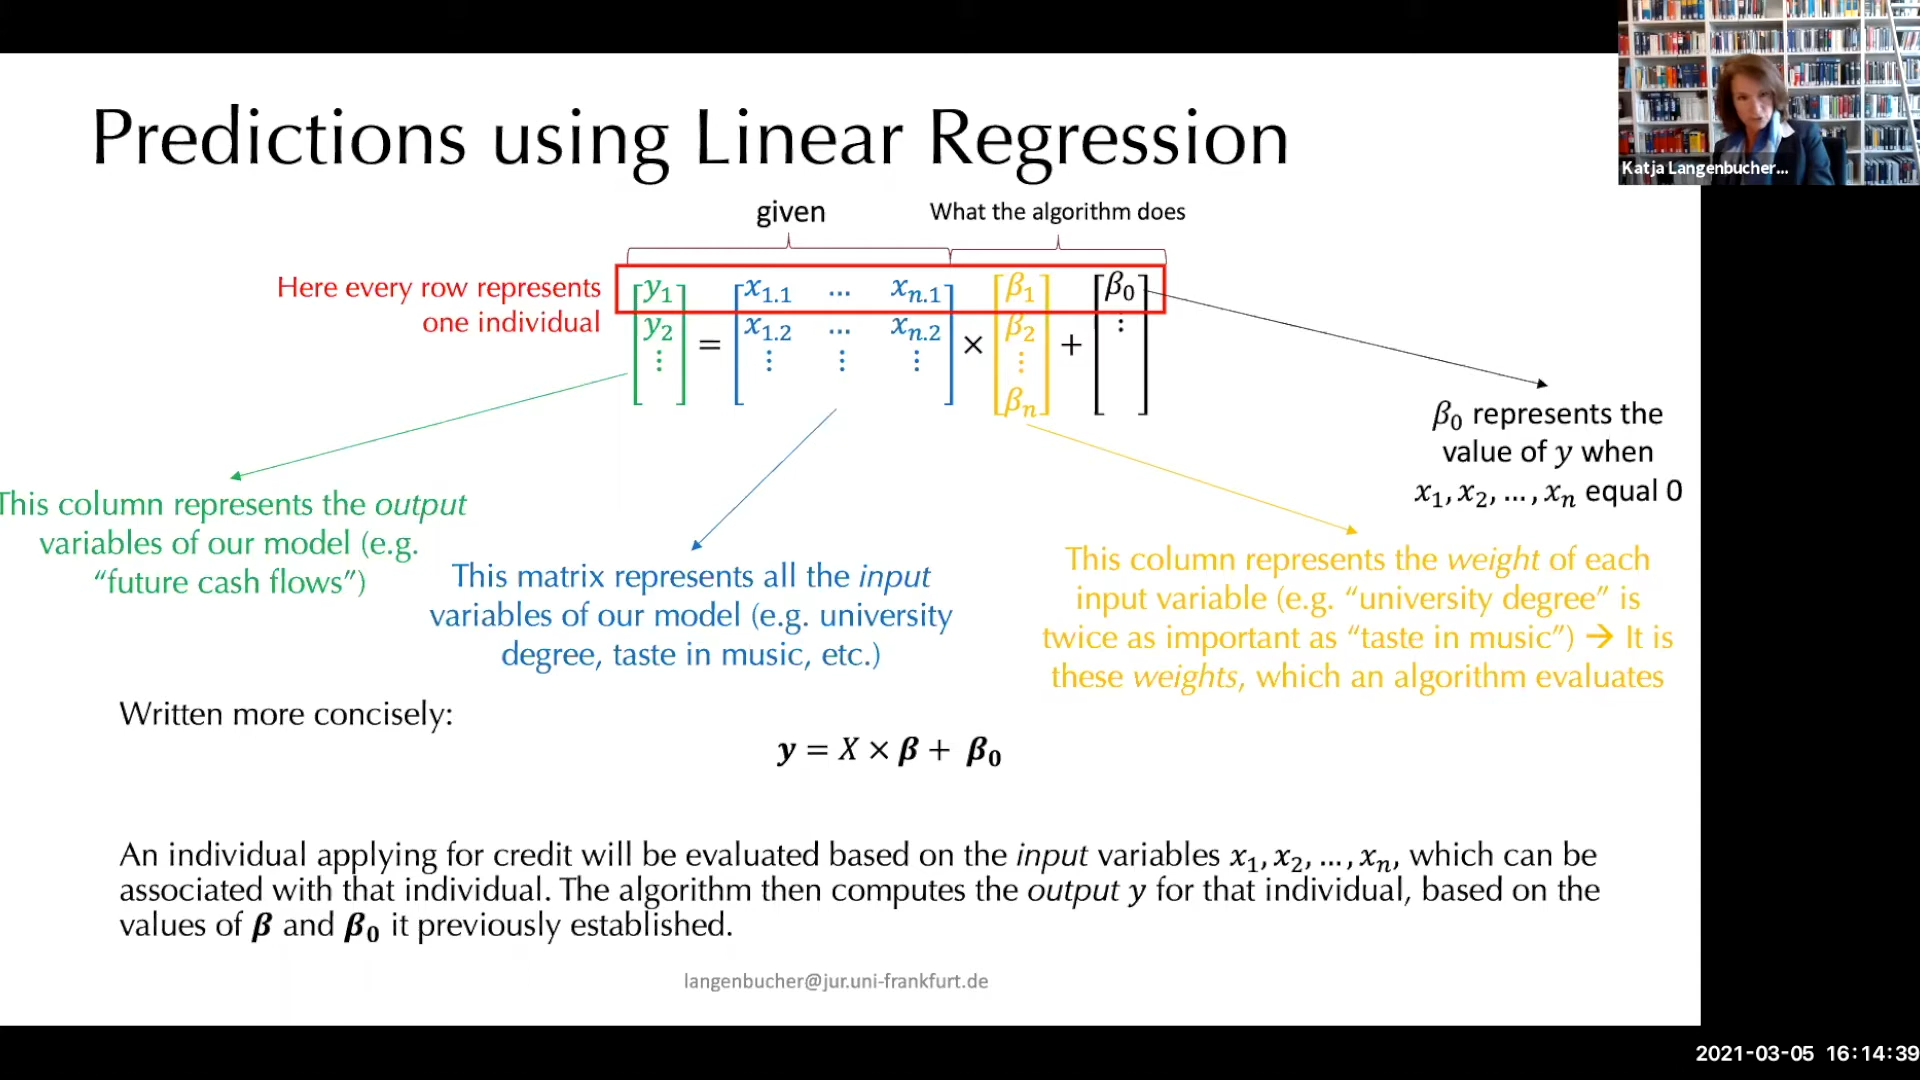 Katja Langenbucher...
Predictions using Linear Regression
given
What the algorithm does
Here every row represents
one individual
y₁ x₁.₁ ... xₙ.₁ β₁ β₀
y₂ = x₁.₂ ... xₙ.₂ × β₂ + ⋮
⋮ ⋮ ⋮ ⋮ ⋮
βₙ
β₀ represents the
value of y when
x₁, x₂, ..., xₙ equal 0
This column represents the output
variables of our model (e.g.
“future cash flows”)
This matrix represents all the input
variables of our model (e.g. university
degree, taste in music, etc.)
This column represents the weight of each
input variable (e.g. “university degree” is
twice as important as “taste in music”) → It is
these weights, which an algorithm evaluates
Written more concisely:
y = X × β + β₀
An individual applying for credit will be evaluated based on the input variables x₁, x₂, ..., xₙ, which can be
associated with that individual. The algorithm then computes the output y for that individual, based on the
values of β and β₀ it previously established.
langenbucher@jur.uni-frankfurt.de
2021-03-05 16:14:39